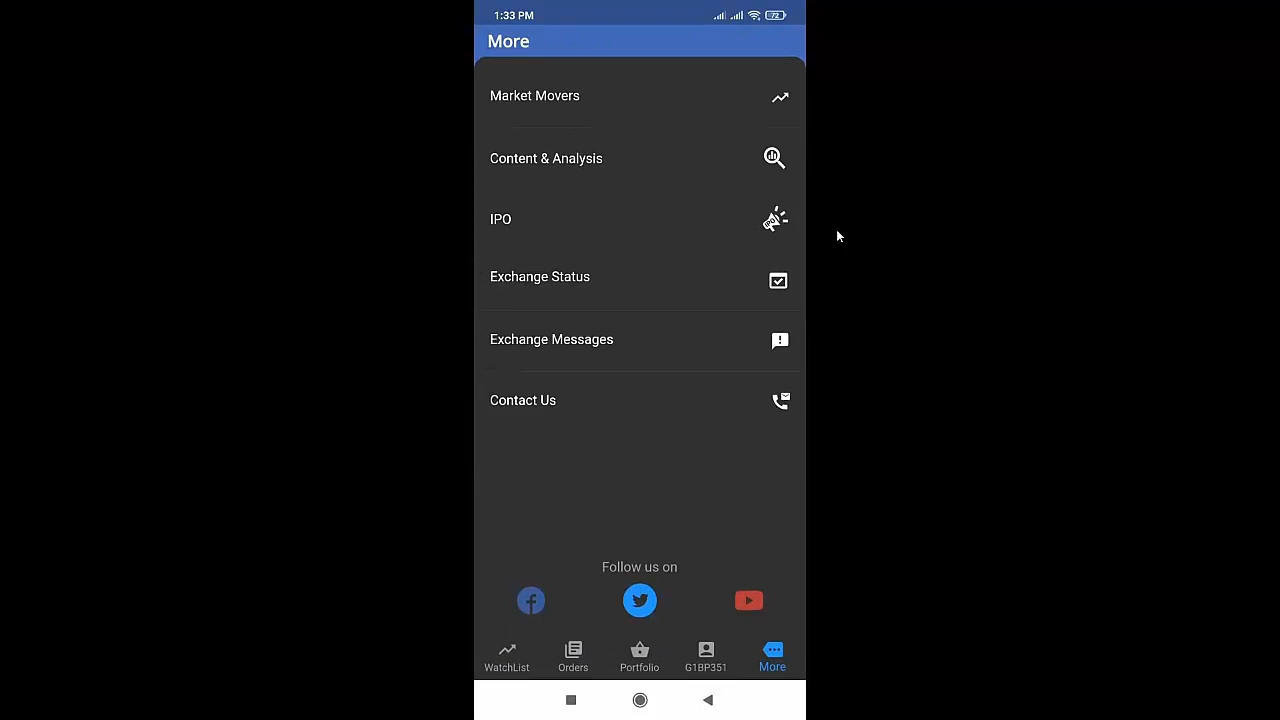 1:33 PM
72
More
Market Movers
Content & Analysis
IPO
Exchange Status
Exchange Messages
Contact Us
Follow us on
WatchList
Orders
Portfolio
G1BP351
More